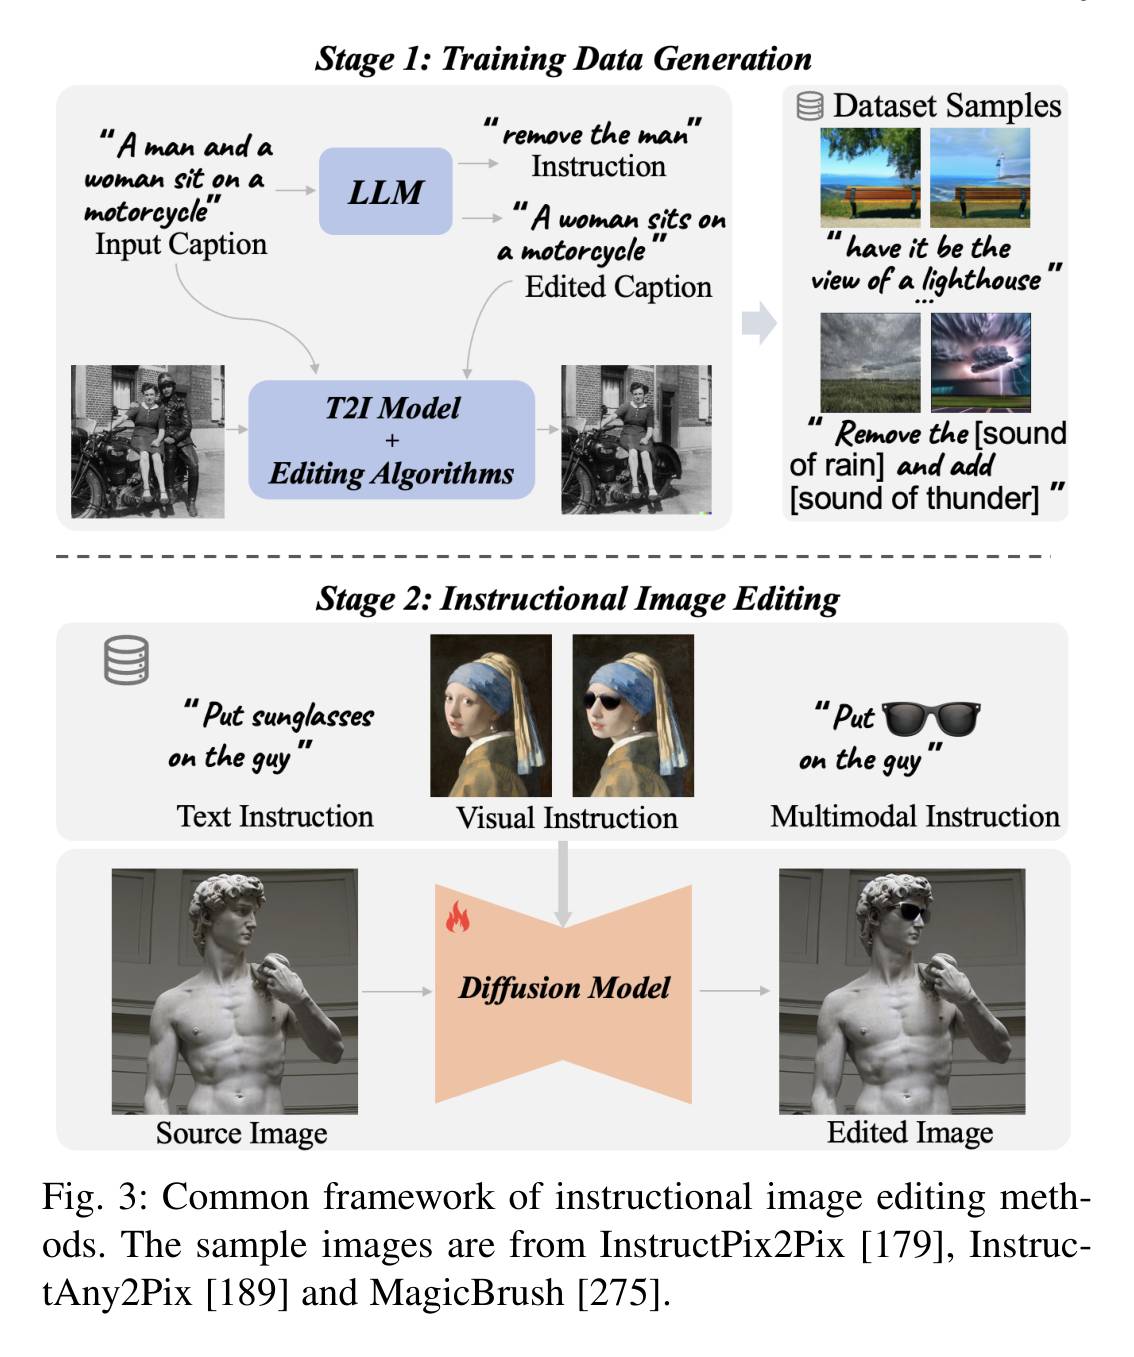 Stage 1: Training Data Generation
“A man and a
woman sit on a
motorcycle”
Input Caption
LLM
“remove the man”
Instruction
“A woman sits on
a motorcycle”
Edited Caption
T2I Model
+
Editing Algorithms
Dataset Samples
“have it be the
view of a lighthouse”
...
“Remove the [sound
of rain] and add
[sound of thunder]”
Stage 2: Instructional Image Editing
“Put sunglasses
on the guy”
Text Instruction
Visual Instruction
“Put
on the guy”
Multimodal Instruction
Diffusion Model
Source Image
Edited Image
Fig. 3: Common framework of instructional image editing meth-
ods. The sample images are from InstructPix2Pix [179], Instruc-
tAny2Pix [189] and MagicBrush [275].